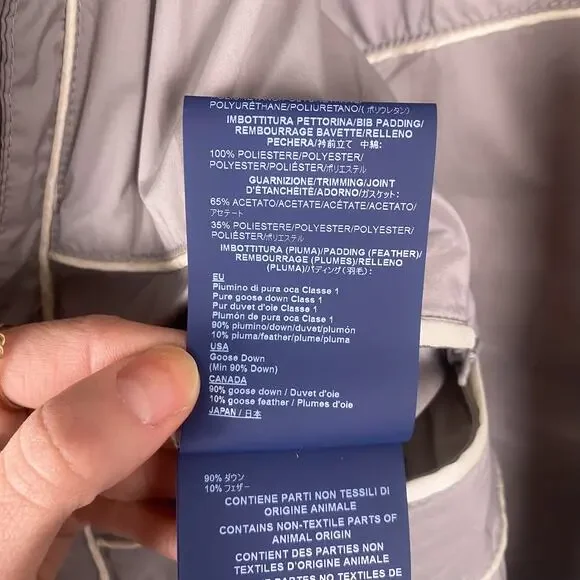 POLYURÉTHANE/POLIURETANO/(ポリウレタン)
IMBOTTITURA PETTORINA/BIB PADDING/
REMBOURRAGE BAVETTE/RELLENO
PECHERA/衿前立て 中綿:
100% POLIESTERE/POLYESTER/
POLYESTER/POLIÉSTER/ポリエステル
GUARNIZIONE/TRIMMING/JOINT
D'ÉTANCHÉITÉ/ADORNO/ガスケット:
65% ACETATO/ACETATE/ACÉTATE/ACETATO/
アセテート
35% POLIESTERE/POLYESTER/POLYESTER/
POLIÉSTER/ポリエステル
IMBOTTITURA (PIUMA)/PADDING (FEATHER)/
REMBOURRAGE (PLUMES)/RELLENO
(PLUMA)/パディング(羽毛):
EU
Piumino di pura oca Classe 1
Pure goose down Class 1
Pur duvet d'oie Classe 1
Plumón de pura oca Clase 1
90% piumino/down/duvet/plumón
10% piuma/feather/plume/pluma
USA
Goose Down
(Min 90% Down)
CANADA
90% goose down / Duvet d'oie
10% goose feather / Plumes d'oie
JAPAN / 日本
90% ダウン
10% フェザー
CONTIENE PARTI NON TESSILI DI
ORIGINE ANIMALE
CONTAINS NON-TEXTILE PARTS OF
ANIMAL ORIGIN
CONTIENT DES PARTIES NON
TEXTILES D'ORIGINE ANIMALE
PARTES NO TEXTILES DE